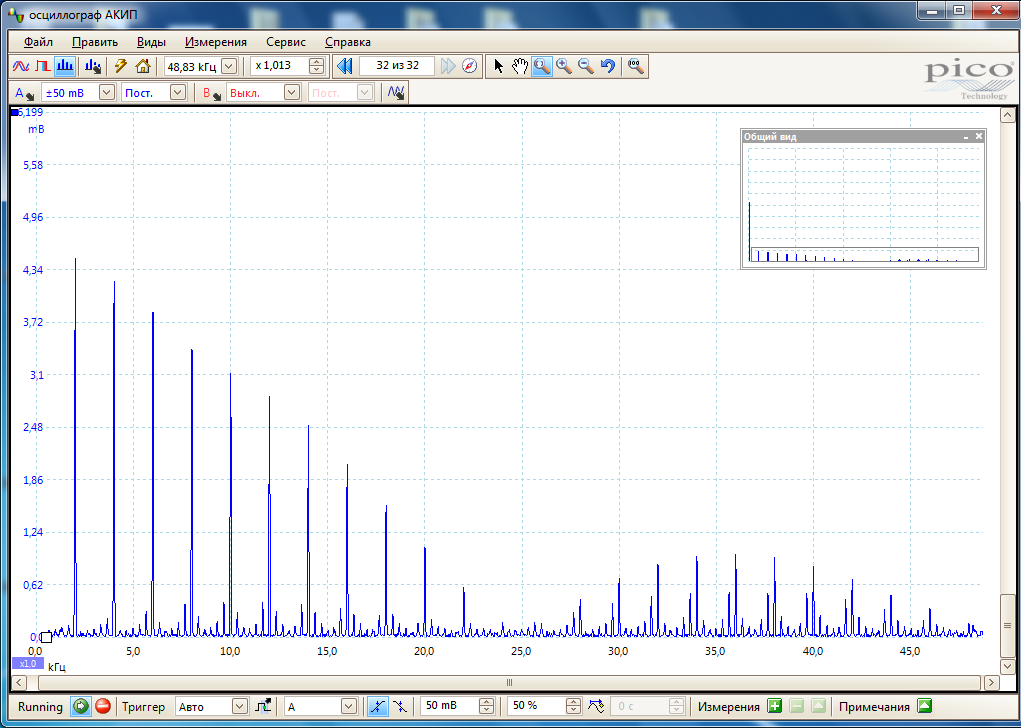 осциллограф АКИП
Файл Править Виды Измерения Сервис Справка
48,83 кГц x 1,013 32 из 32
pico
Technology
A ±50 mB Пост. B Выкл. Пост.
6,199
mB
5,58
4,96
4,34
3,72
3,1
2,48
1,86
1,24
0,62
0,0
Общий вид
0,0 5,0 10,0 15,0 20,0 25,0 30,0 35,0 40,0 45,0
x1,0 кГц
Running Триггер Авто A 50 mB 50 % 0 с Измерения Примечания